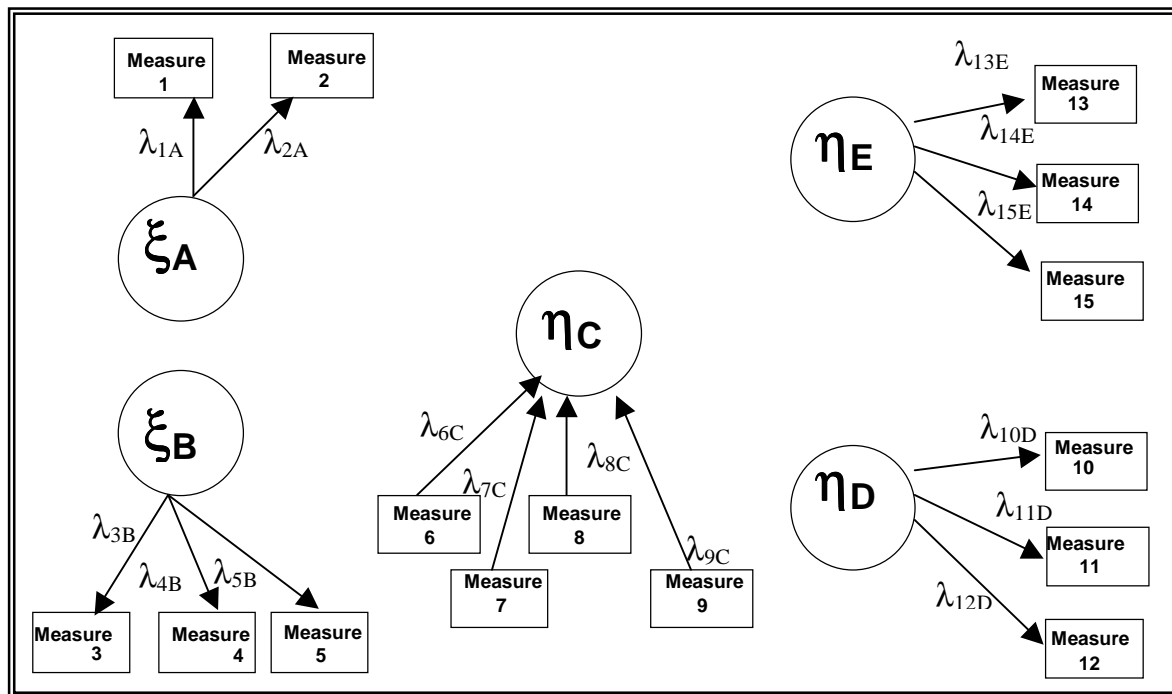 Measure
1
Measure
2
λ1A
λ2A
ξA
ξB
λ3B
λ4B
λ5B
Measure
3
Measure
4
Measure
5
ηC
λ6C
λ7C
λ8C
λ9C
Measure
6
Measure
7
Measure
8
Measure
9
ηE
λ13E
λ14E
λ15E
Measure
13
Measure
14
Measure
15
ηD
λ10D
λ11D
λ12D
Measure
10
Measure
11
Measure
12